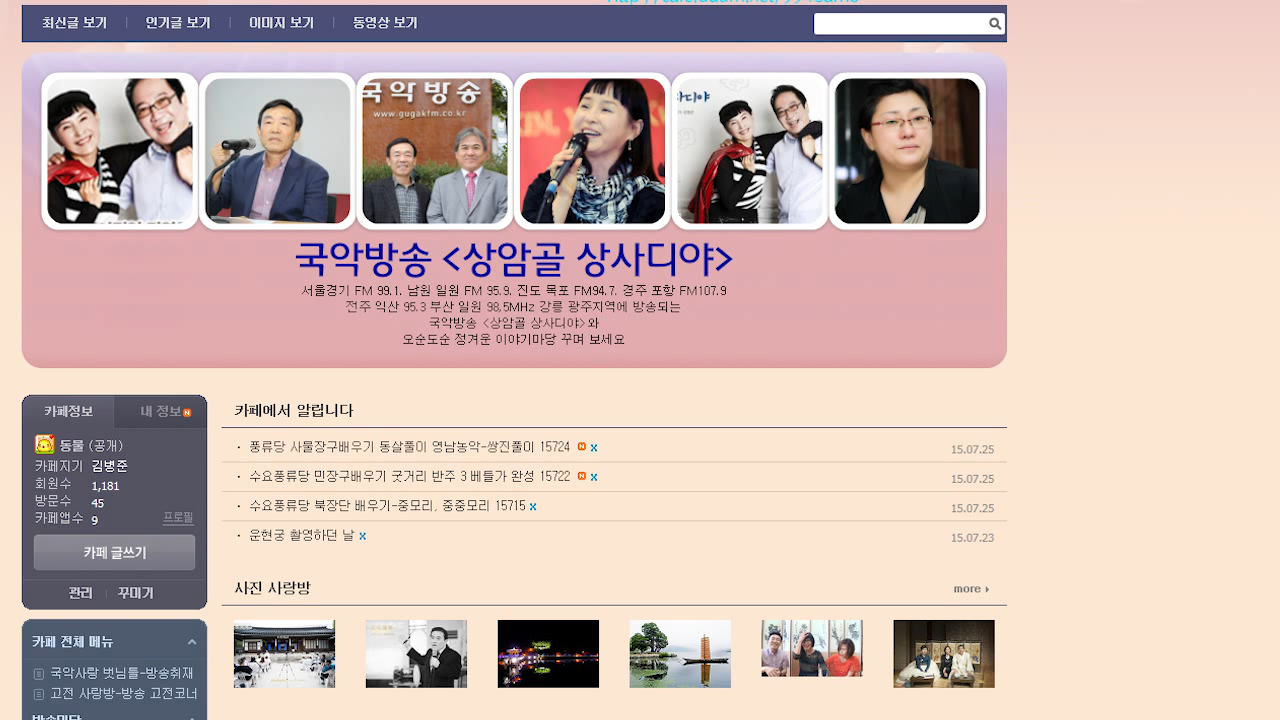 최신글 보기
인기글 보기
이미지 보기
동영상 보기
국악방송
www.gugakfm.co.kr
국악방송 <상암골 상사디야>
서울경기 FM 99.1, 남원 일원 FM 95.9, 진도 목포 FM94.7, 경주 포항 FM107.9
전주 익산 95.3 부산 일원 98,5MHz 강릉 광주지역에 방송되는
국악방송 <상암골 상사디야>와
오순도순 정겨운 이야기마당 꾸며 보세요
카페정보
내 정보 N
동물 (공개)
카페지기 김병준
회원수 1,181
방문수 45
카페앱수 9
프로필
카페 글쓰기
관리
꾸미기
카페 전체 메뉴
국악사랑 벗님들-방송취재
고전 사랑방-방송 고전코너
방송마당
카페에서 알립니다
· 풍류당 사물장구배우기 동살풀이 영남농악-쌍진풀이 15724 N x 15.07.25
· 수요풍류당 민장구배우기 굿거리 반주 3 베틀가 완성 15722 N x 15.07.25
· 수요풍류당 북장단 배우기-중모리, 중중모리 15715 x 15.07.25
· 운현궁 촬영하던 날 x 15.07.23
사진 사랑방
more